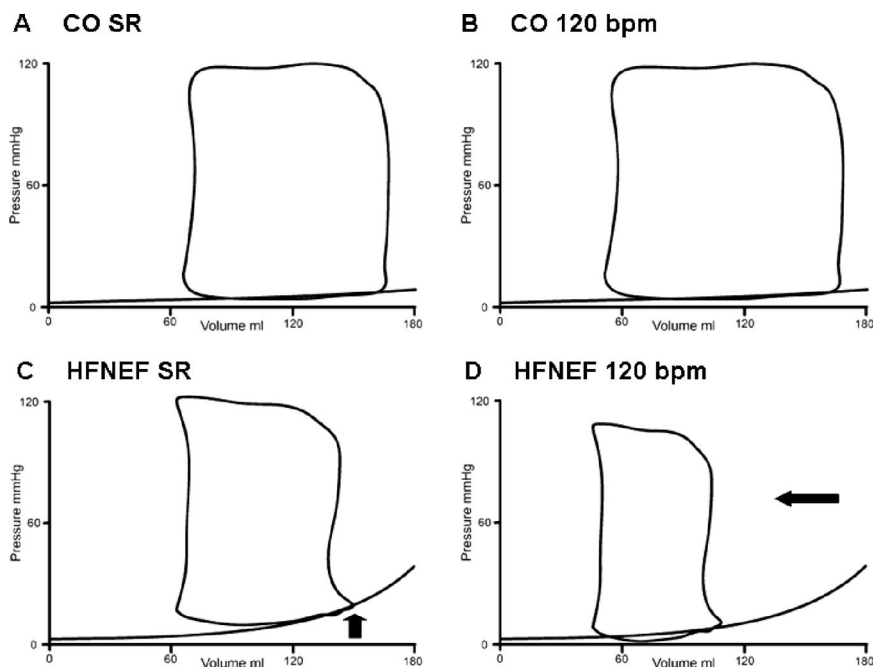 A CO SR
B CO 120 bpm
120
60
0
Pressure mmHg
0 60 120 180
Volume ml
120
60
0
Pressure mmHg
0 60 120 180
Volume ml
C HFNEF SR
D HFNEF 120 bpm
120
60
0
Pressure mmHg
0 60 120 180
Volume ml
120
60
0
Pressure mmHg
0 60 120 180
Volume ml